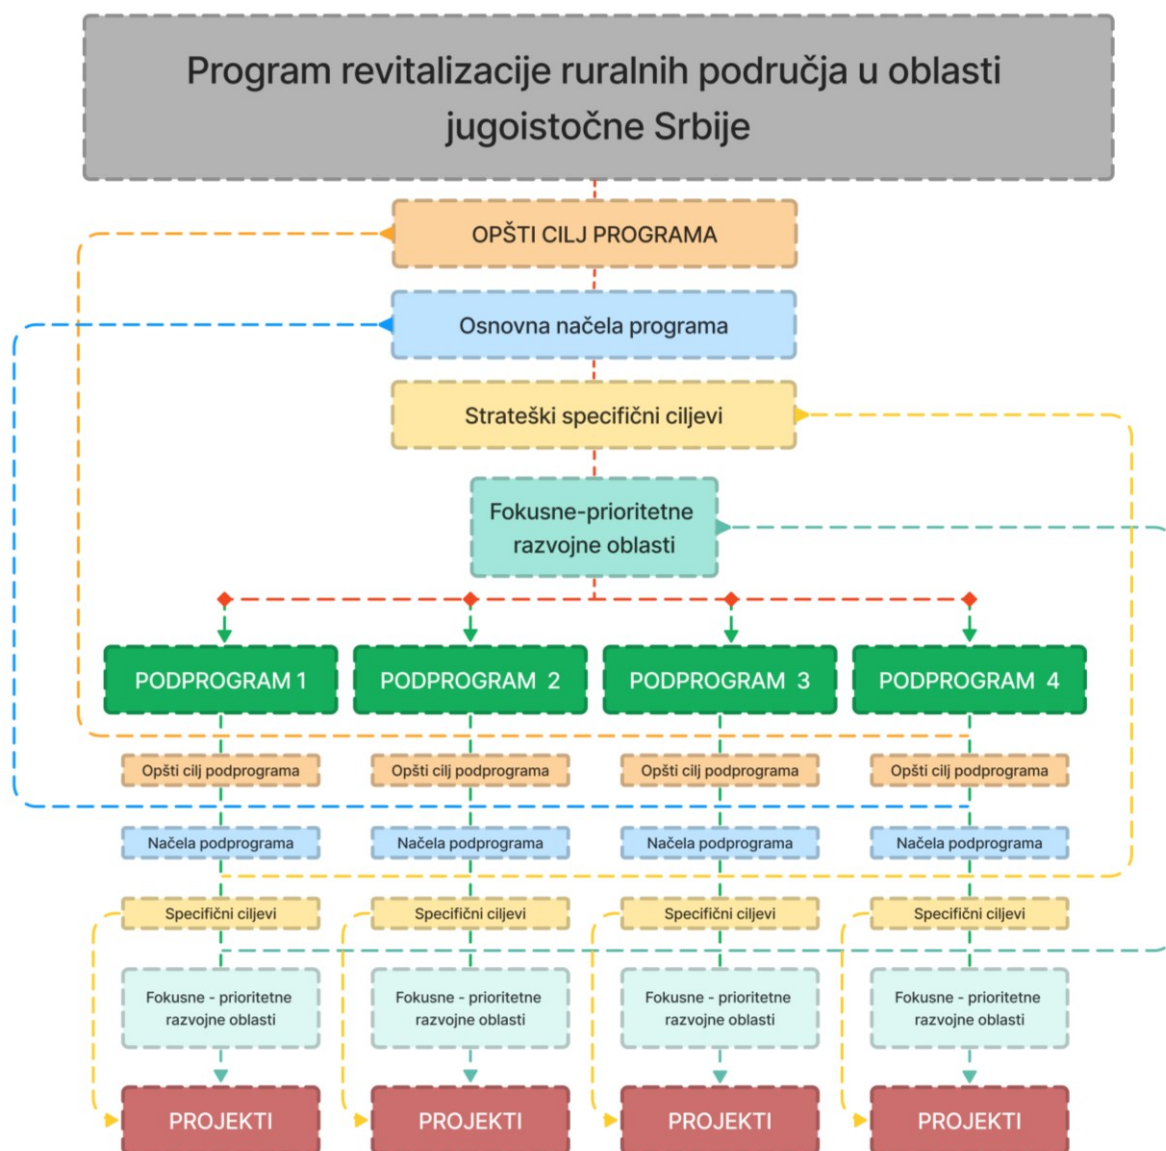 Program revitalizacije ruralnih područja u oblasti
jugoistočne Srbije
OPŠTI CILJ PROGRAMA
Osnovna načela programa
Strateški specifični ciljevi
Fokusne-prioritetne
razvojne oblasti
PODPROGRAM 1
PODPROGRAM 2
PODPROGRAM 3
PODPROGRAM 4
Opšti cilj podprograma
Opšti cilj podprograma
Opšti cilj podprograma
Opšti cilj podprograma
Načela podprograma
Načela podprograma
Načela podprograma
Načela podprograma
Specifični ciljevi
Specifični ciljevi
Specifični ciljevi
Specifični ciljevi
Fokusne - prioritetne
razvojne oblasti
Fokusne - prioritetne
razvojne oblasti
Fokusne - prioritetne
razvojne oblasti
Fokusne - prioritetne
razvojne oblasti
PROJEKTI
PROJEKTI
PROJEKTI
PROJEKTI